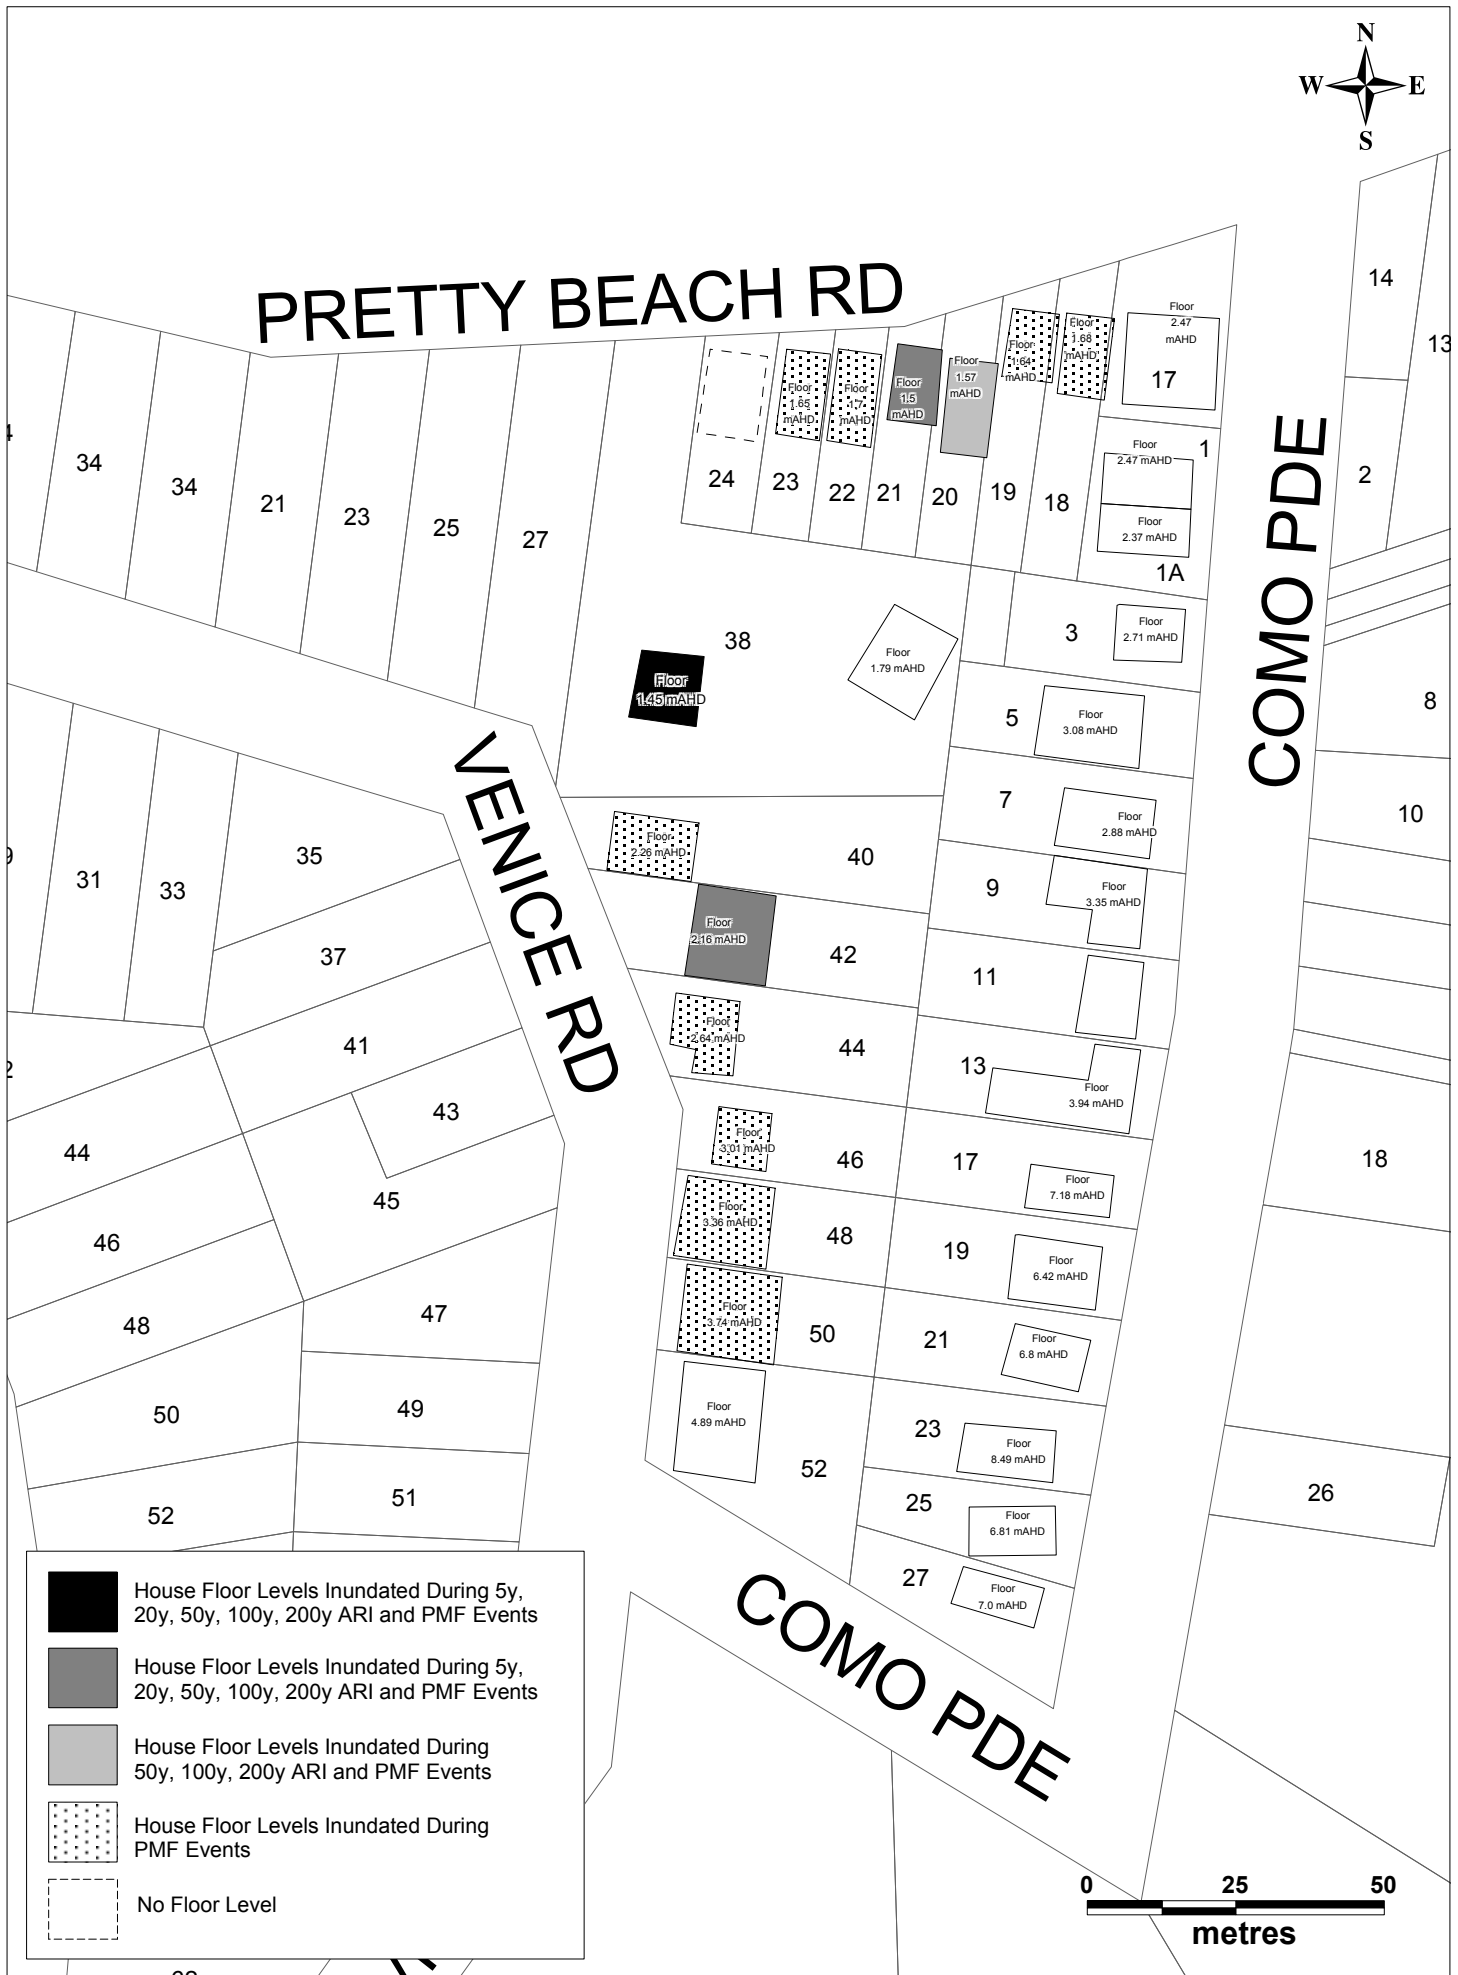 N
W E
S
PRETTY BEACH RD
COMO PDE
VENICE RD
COMO PDE
14
13
2
8
10
18
26
34
34
21
23
25
27
24
23
22
21
20
19
18
17
1
1A
38
3
5
7
9
11
13
17
19
21
23
25
27
40
42
44
46
48
50
52
31
33
35
37
41
43
45
47
49
51
44
46
48
50
52
Floor
1.65
mAHD
Floor
1.7
mAHD
Floor
1.5
mAHD
Floor
1.57
mAHD
Floor
1.64
mAHD
Floor
1.68
mAHD
Floor
2.47
mAHD
Floor
2.47 mAHD
Floor
2.37 mAHD
Floor
2.71 mAHD
Floor
1.45 mAHD
Floor
1.79 mAHD
Floor
3.08 mAHD
Floor
2.88 mAHD
Floor
3.35 mAHD
Floor
3.94 mAHD
Floor
7.18 mAHD
Floor
6.42 mAHD
Floor
6.8 mAHD
Floor
8.49 mAHD
Floor
6.81 mAHD
Floor
7.0 mAHD
Floor
2.26 mAHD
Floor
2.16 mAHD
Floor
2.64 mAHD
Floor
3.01 mAHD
Floor
3.36 mAHD
Floor
3.74 mAHD
Floor
4.89 mAHD
House Floor Levels Inundated During 5y,
20y, 50y, 100y, 200y ARI and PMF Events
House Floor Levels Inundated During 5y,
20y, 50y, 100y, 200y ARI and PMF Events
House Floor Levels Inundated During
50y, 100y, 200y ARI and PMF Events
House Floor Levels Inundated During
PMF Events
No Floor Level
0 25 50
metres